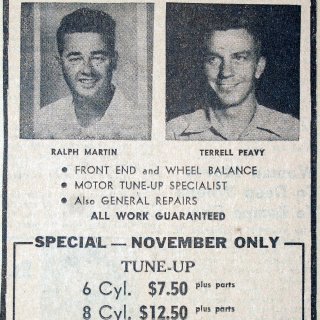 RALPH MARTIN TERRELL PEAVY
• FRONT END and WHEEL BALANCE
• MOTOR TUNE-UP SPECIALIST
• Also GENERAL REPAIRS
ALL WORK GUARANTEED
SPECIAL — NOVEMBER ONLY
TUNE-UP
6 Cyl. $7.50 plus parts
8 Cyl. $12.50 plus parts